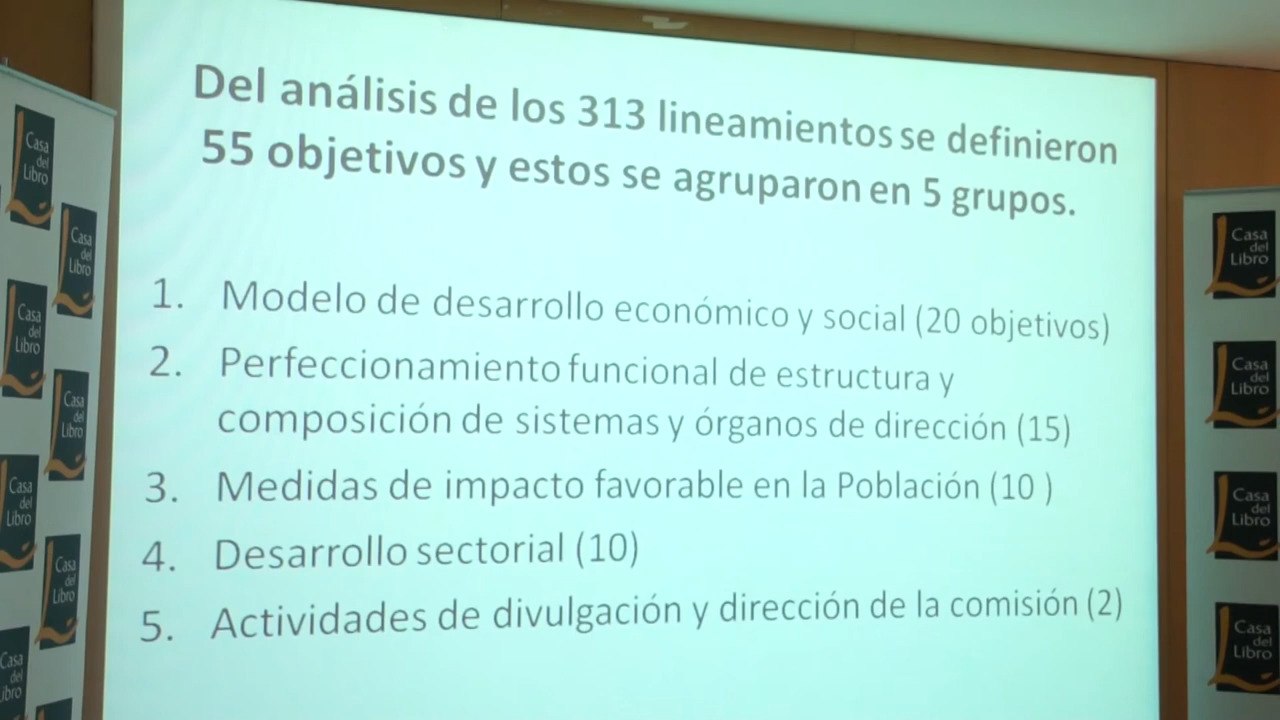 Del análisis de los 313 lineamientos se definieron
55 objetivos y estos se agruparon en 5 grupos.
1. Modelo de desarrollo económico y social (20 objetivos)
2. Perfeccionamiento funcional de estructura y
composición de sistemas y órganos de dirección (15)
3. Medidas de impacto favorable en la Población (10 )
4. Desarrollo sectorial (10)
5. Actividades de divulgación y dirección de la comisión (2)
Casa
del
Libro
Casa
del
Libro
Casa
del
Libro
Casa
del
Libro
Casa
del
Libro
Casa
del
Libro
Casa
del
Libro
Casa
del
Libro
Casa
del
Libro
Casa
del
Libro